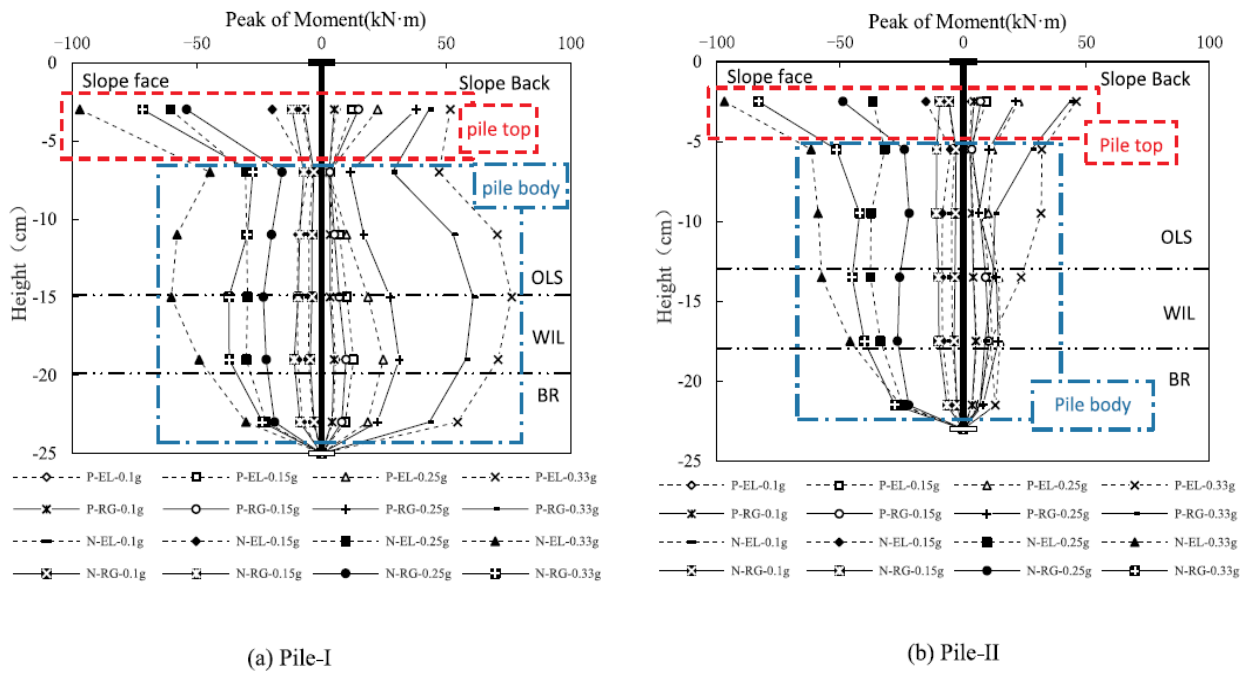 Peak of Moment(kN·m)
−100 −50 0 50 100
0
Slope face
Slope Back
pile top
-5
pile body
-10
Height（cm）
OLS
-15
WIL
-20
BR
-25
P-EL-0.1g P-EL-0.15g P-EL-0.25g P-EL-0.33g
P-RG-0.1g P-RG-0.15g P-RG-0.25g P-RG-0.33g
N-EL-0.1g N-EL-0.15g N-EL-0.25g N-EL-0.33g
N-RG-0.1g N-RG-0.15g N-RG-0.25g N-RG-0.33g
(a) Pile-I
Peak of Moment(kN·m)
−100 −50 0 50 100
0
Slope face
Slope Back
-5
Pile top
-10
Height（cm）
OLS
-15
WIL
-20
BR
Pile body
-25
P-EL-0.1g P-EL-0.15g P-EL-0.25g P-EL-0.33g
P-RG-0.1g P-RG-0.15g P-RG-0.25g P-RG-0.33g
N-EL-0.1g N-EL-0.15g N-EL-0.25g N-EL-0.33g
N-RG-0.1g N-RG-0.15g N-RG-0.25g N-RG-0.33g
(b) Pile-II